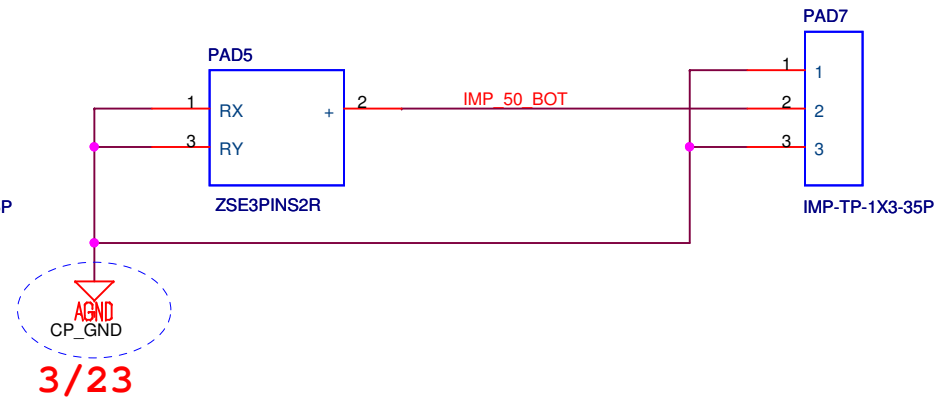 PAD7
PAD5
1
1
1
RX
+
2
IMP_50_BOT
2
2
3
RY
3
3
P
ZSE3PINS2R
IMP-TP-1X3-35P
AGND
CP_GND
3/23